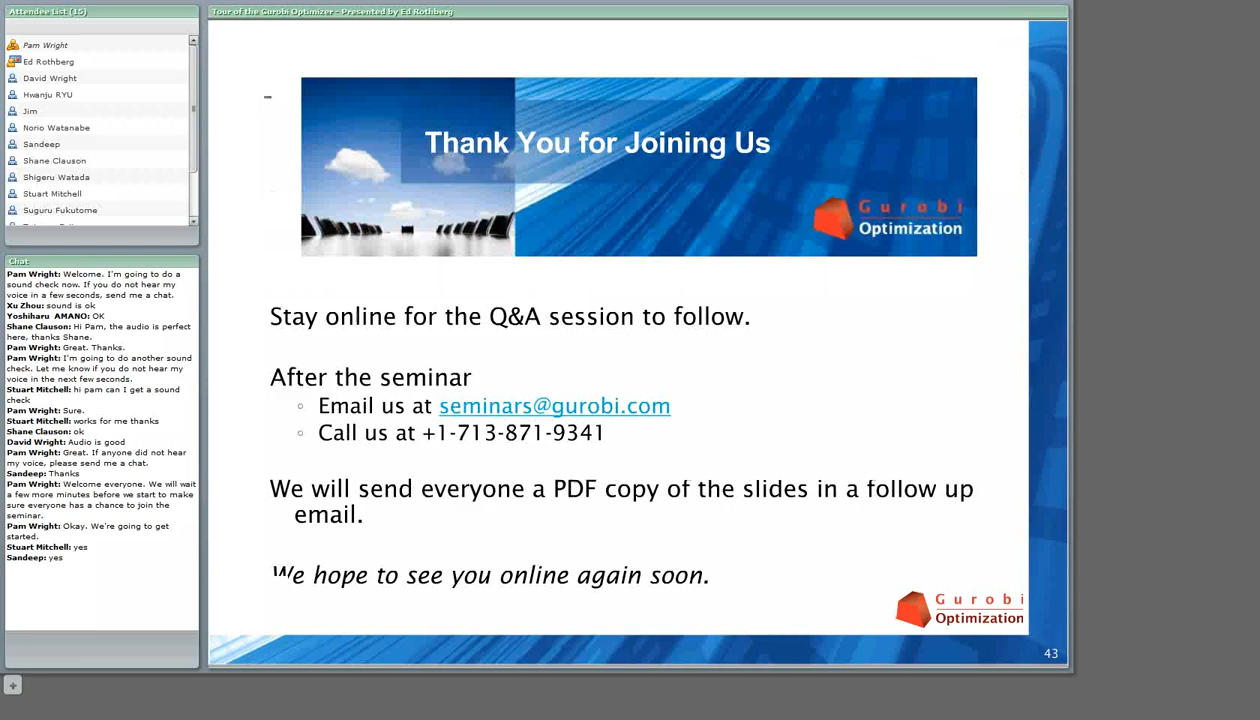 Attendee List (15)
Pam Wright
Ed Rothberg
David Wright
Hwanju RYU
Jim
Norio Watanabe
Sandeep
Shane Clauson
Shigeru Watada
Stuart Mitchell
Suguru Fukutome
Chat
Pam Wright: Welcome. I'm going to do a
sound check now. If you do not hear my
voice in a few seconds, send me a chat.
Xu Zhou: sound is ok
Yoshiharu AMANO: OK
Shane Clauson: Hi Pam, the audio is perfect
here, thanks Shane.
Pam Wright: Great. Thanks.
Pam Wright: I'm going to do another sound
check. Let me know if you do not hear my
voice in the next few seconds.
Stuart Mitchell: hi pam can I get a sound
check
Pam Wright: Sure.
Stuart Mitchell: works for me thanks
Shane Clauson: ok
David Wright: Audio is good
Pam Wright: Great. If anyone did not hear
my voice, please send me a chat.
Sandeep: Thanks
Pam Wright: Welcome everyone. We will wait
a few more minutes before we start to make
sure everyone has a chance to join the
seminar.
Pam Wright: Okay. We're going to get
started.
Stuart Mitchell: yes
Sandeep: yes
Tour of the Gurobi Optimizer - Presented by Ed Rothberg
Thank You for Joining Us
Gurobi
Optimization
Stay online for the Q&A session to follow.
After the seminar
Email us at seminars@gurobi.com
Call us at +1-713-871-9341
We will send everyone a PDF copy of the slides in a follow up
email.
We hope to see you online again soon.
Gurobi
Optimization
43